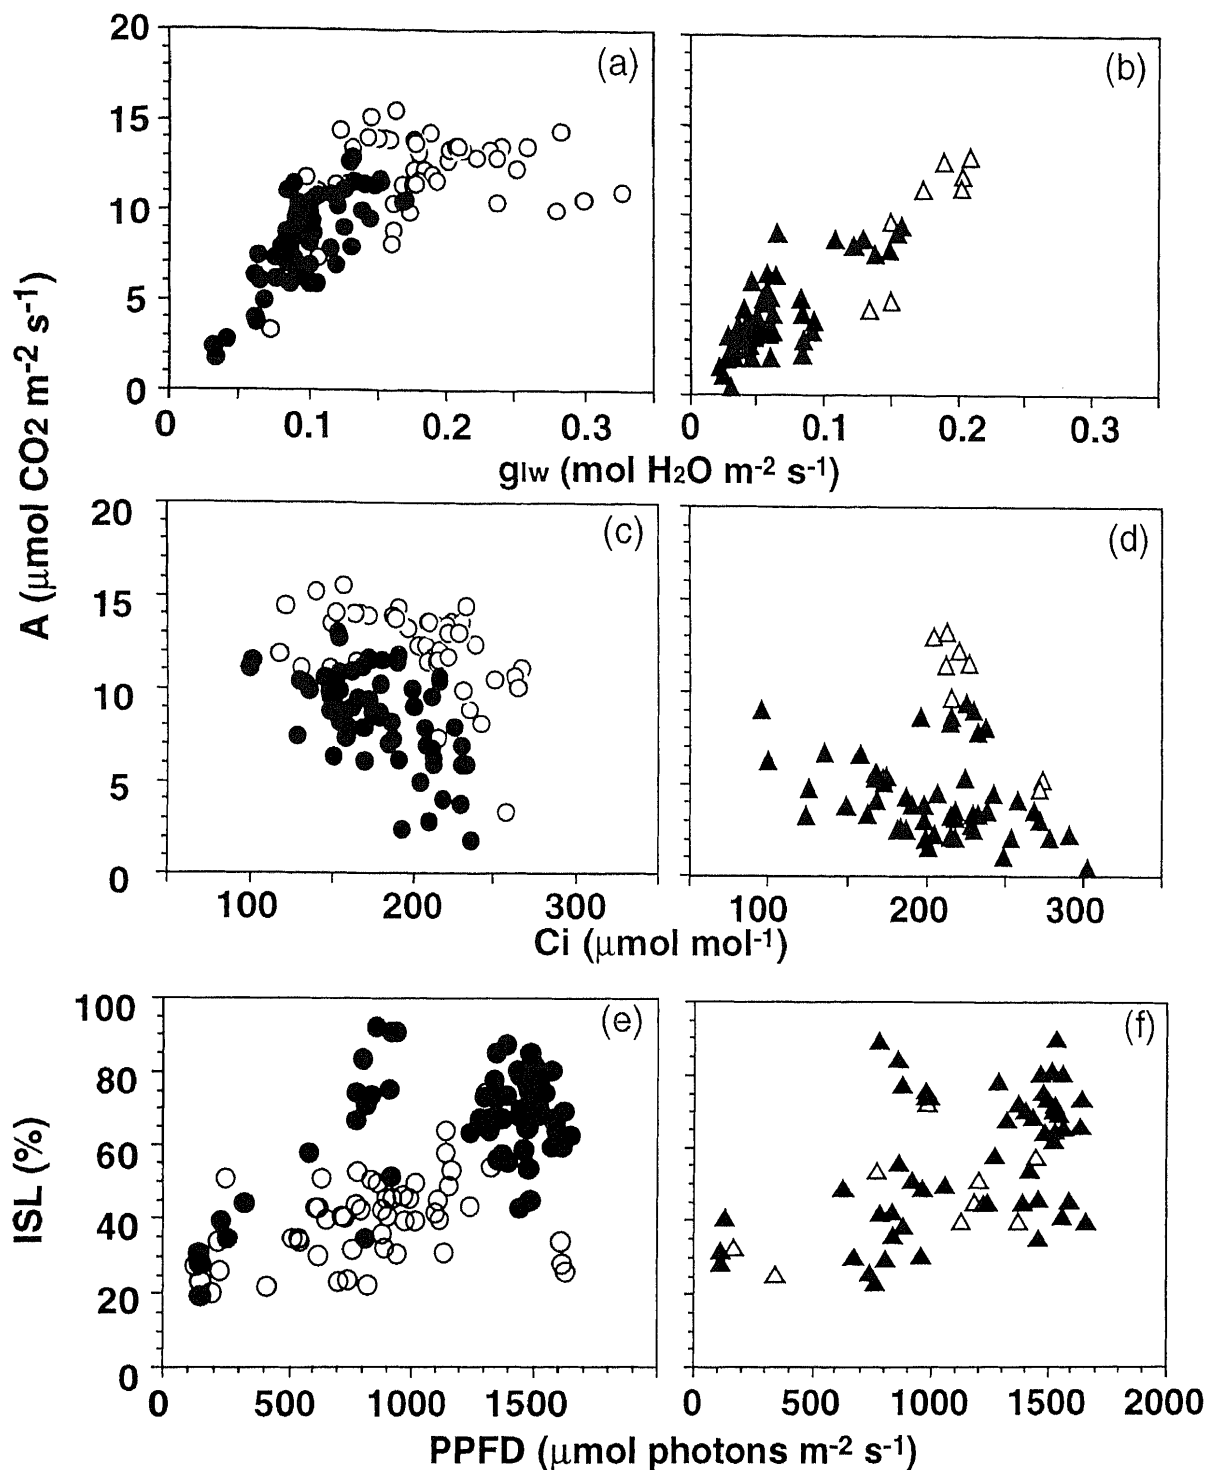 20
15
10
5
0
(a)
(b)
0 0.1 0.2 0.3
0 0.1 0.2 0.3
glw (mol H2O m-2 s-1)
A (μmol CO2 m-2 s-1)
20
15
10
5
0
(c)
(d)
100 200 300
100 200 300
Ci (μmol mol-1)
100
80
60
40
20
0
ISL (%)
(e)
(f)
0 500 1000 1500
0 500 1000 1500 2000
PPFD (μmol photons m-2 s-1)